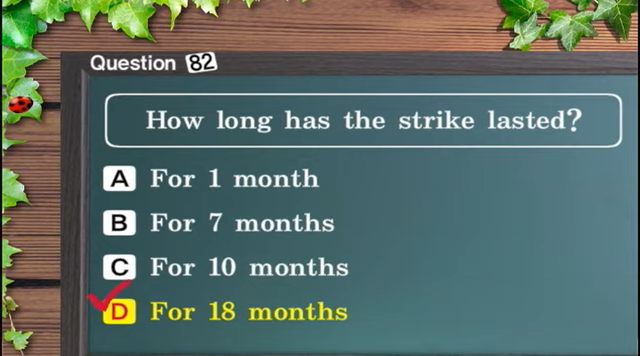 Question 82
How long has the strike lasted?
A For 1 month
B For 7 months
C For 10 months
D For 18 months